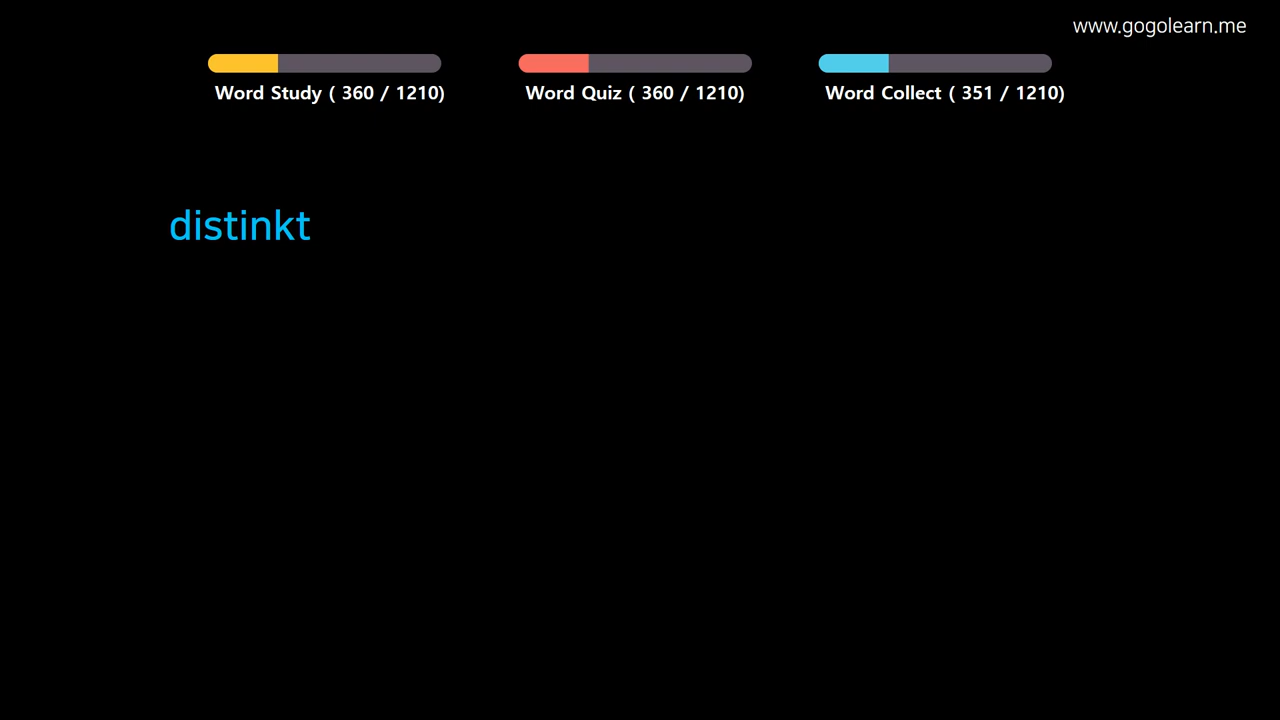 www.gogolearn.me
Word Study ( 360 / 1210)
Word Quiz ( 360 / 1210)
Word Collect ( 351 / 1210)
distinkt